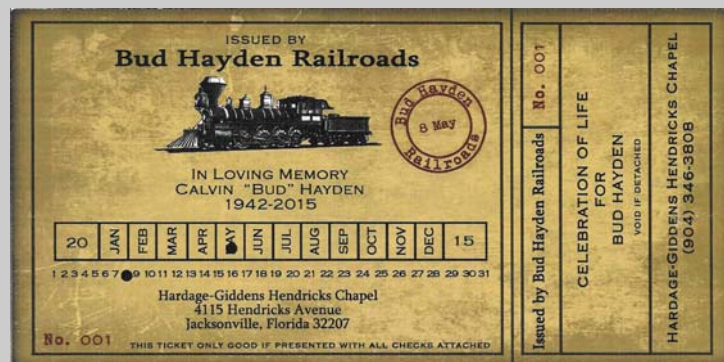 ISSUED BY
Bud Hayden Railroads
Bud Hayden
8 May
Railroads
IN LOVING MEMORY
CALVIN "BUD" HAYDEN
1942-2015
20 JAN FEB MAR APR MAY JUN JUL AUG SEP OCT NOV DEC 15
1 2 3 4 5 6 7 9 10 11 12 13 14 15 16 17 18 19 20 21 22 23 24 25 26 27 28 29 30 31
Hardage-Giddens Hendricks Chapel
4115 Hendricks Avenue
Jacksonville, Florida 32207
No. 001
THIS TICKET ONLY GOOD IF PRESENTED WITH ALL CHECKS ATTACHED
Issued by Bud Hayden Railroads No. 001
CELEBRATION OF LIFE
FOR
BUD HAYDEN
VOID IF DETACHED
HARDAGE-GIDDENS HENDRICKS CHAPEL
(904) 346-3808